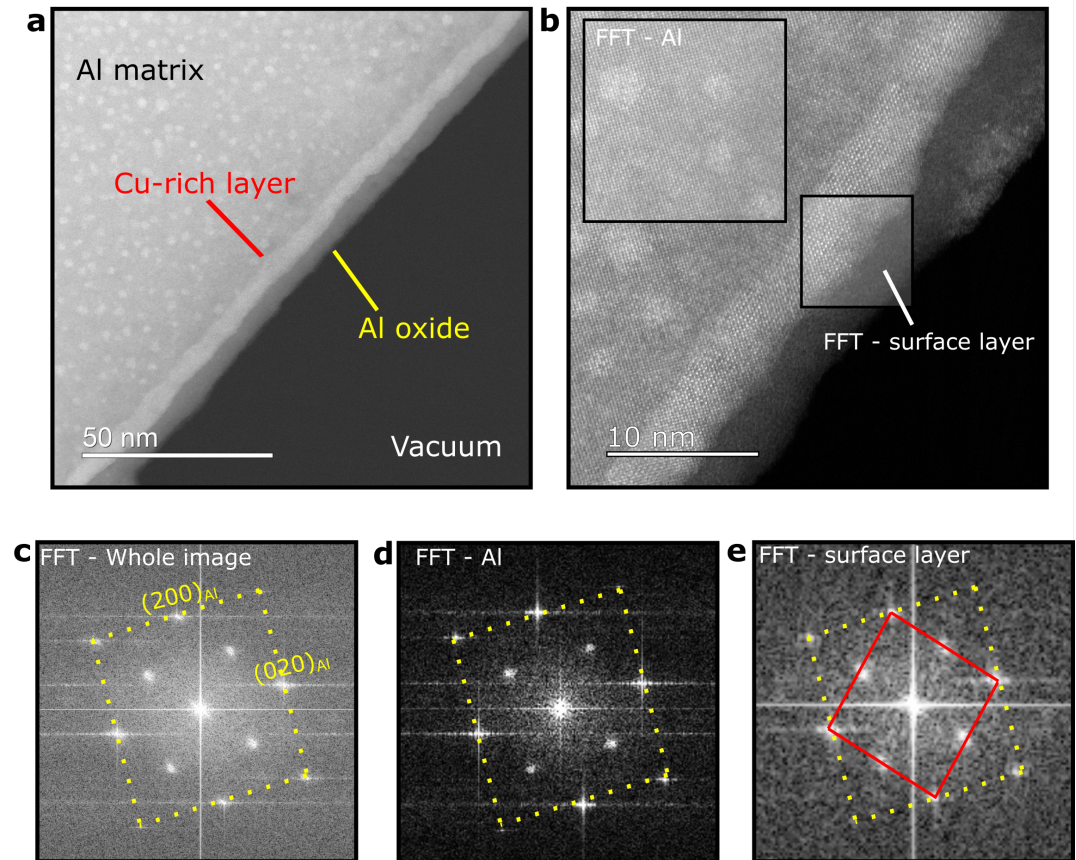 a
Al matrix
Cu-rich layer
Al oxide
50 nm
Vacuum
b
FFT - Al
FFT - surface layer
10 nm
c
FFT - Whole image
(200)Al
(020)Al
d
FFT - Al
e
FFT - surface layer